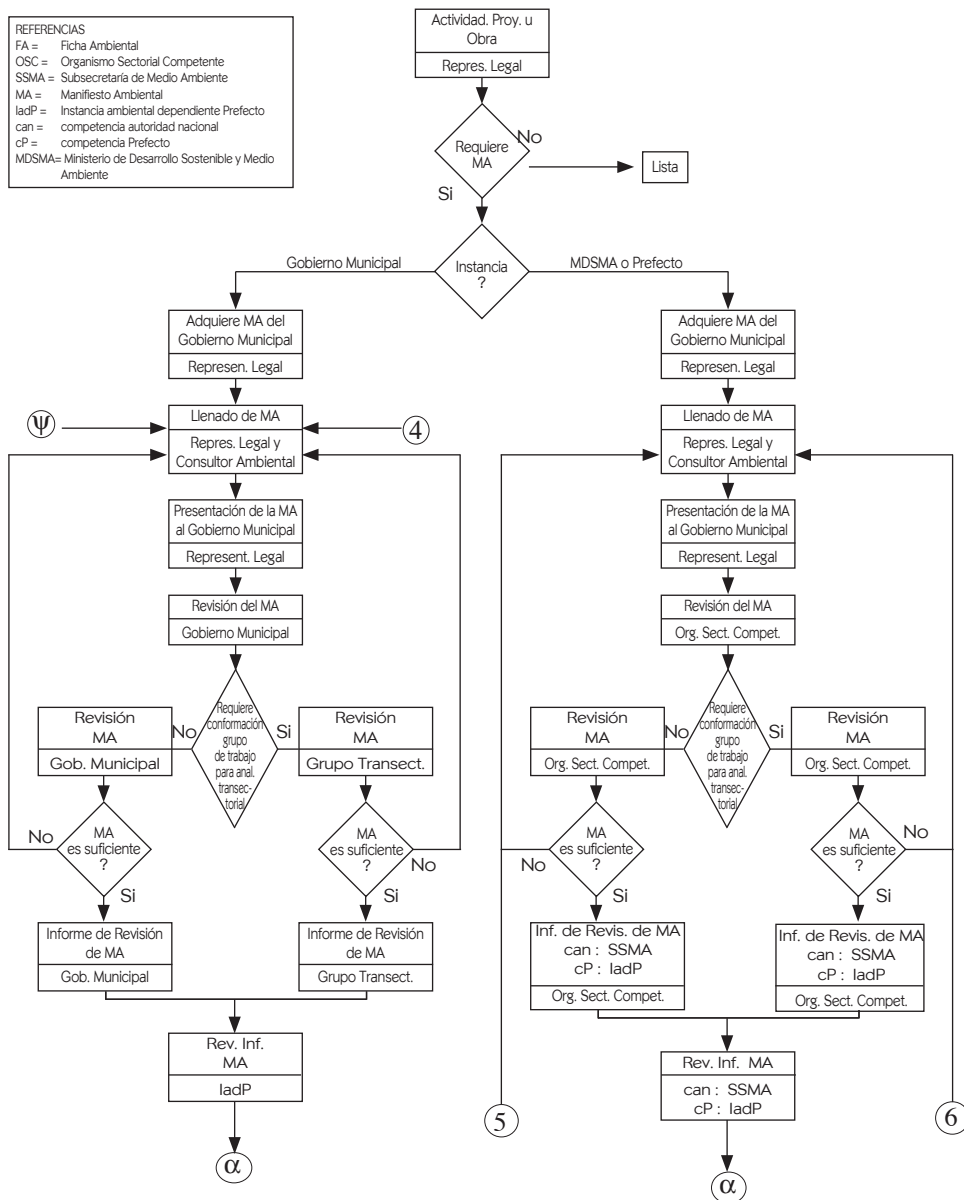 REFERENCIAS
FA = Ficha Ambiental
OSC = Organismo Sectorial Competente
SSMA = Subsecretaría de Medio Ambiente
MA = Manifiesto Ambiental
IadP = Instancia ambiental dependiente Prefecto
can = competencia autoridad nacional
cP = competencia Prefecto
MDSMA= Ministerio de Desarrollo Sostenible y Medio
Ambiente
Actividad. Proy. u
Obra
Repres. Legal
Requiere
MA
No
Lista
Si
Instancia
?
Gobierno Municipal
MDSMA o Prefecto
Adquiere MA del
Gobierno Municipal
Represen. Legal
Llenado de MA
Repres. Legal y
Consultor Ambiental
Ψ
4
Presentación de la MA
al Gobierno Municipal
Represent. Legal
Revisión del MA
Gobierno Municipal
Requiere
conformación
grupo
de trabajo
para anal.
transec-
torial
No
Si
Revisión
MA
Gob. Municipal
Revisión
MA
Grupo Transect.
MA
es suficiente
?
No
Si
MA
es suficiente
?
No
Si
Informe de Revisión
de MA
Gob. Municipal
Informe de Revisión
de MA
Grupo Transect.
Rev. Inf.
MA
IadP
α
Adquiere MA del
Gobierno Municipal
Represen. Legal
Llenado de MA
Repres. Legal y
Consultor Ambiental
Presentación de la MA
al Gobierno Municipal
Represent. Legal
Revisión del MA
Org. Sect. Compet.
Requiere
conformación
grupo
de trabajo
para anal.
transec-
torial
No
Si
Revisión
MA
Org. Sect. Compet.
Revisión
MA
Org. Sect. Compet.
MA
es suficiente
?
No
Si
MA
es suficiente
?
No
Si
Inf. de Revis. de MA
can : SSMA
cP : IadP
Org. Sect. Compet.
Inf. de Revis. de MA
can : SSMA
cP : IadP
Org. Sect. Compet.
Rev. Inf. MA
can : SSMA
cP : IadP
5
6
α